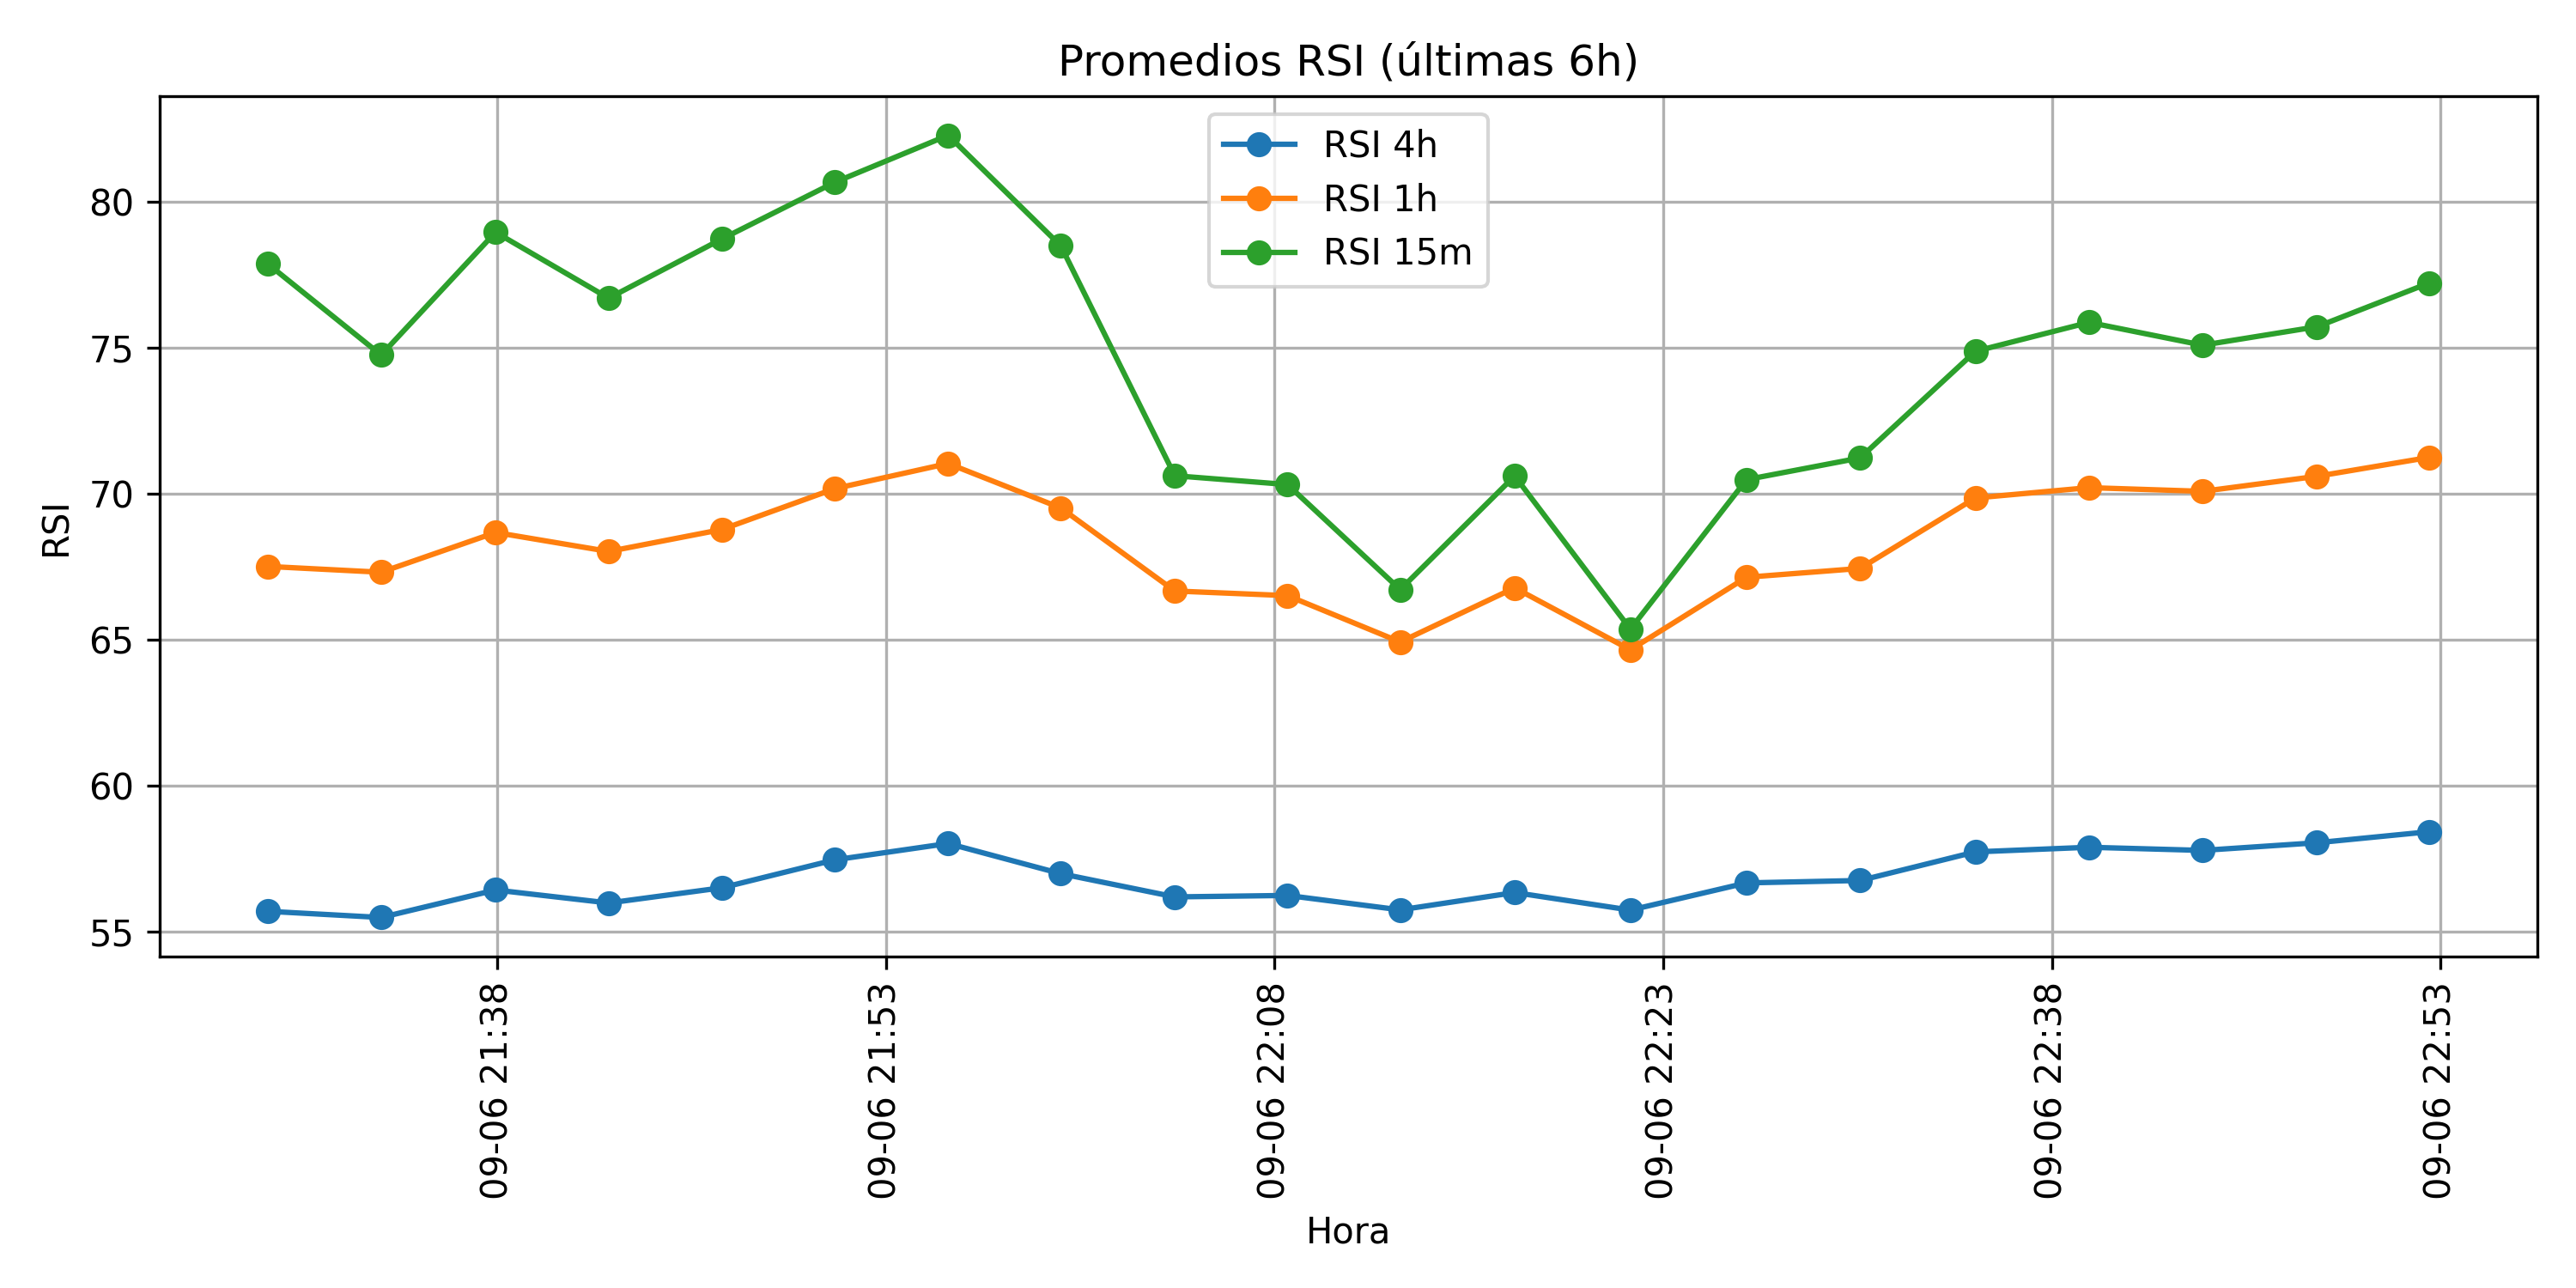 Promedios RSI (últimas 6h)
RSI 4h
RSI 1h
RSI 15m
RSI
80
75
70
65
60
55
09-06 21:38
09-06 21:53
09-06 22:08
09-06 22:23
09-06 22:38
09-06 22:53
Hora